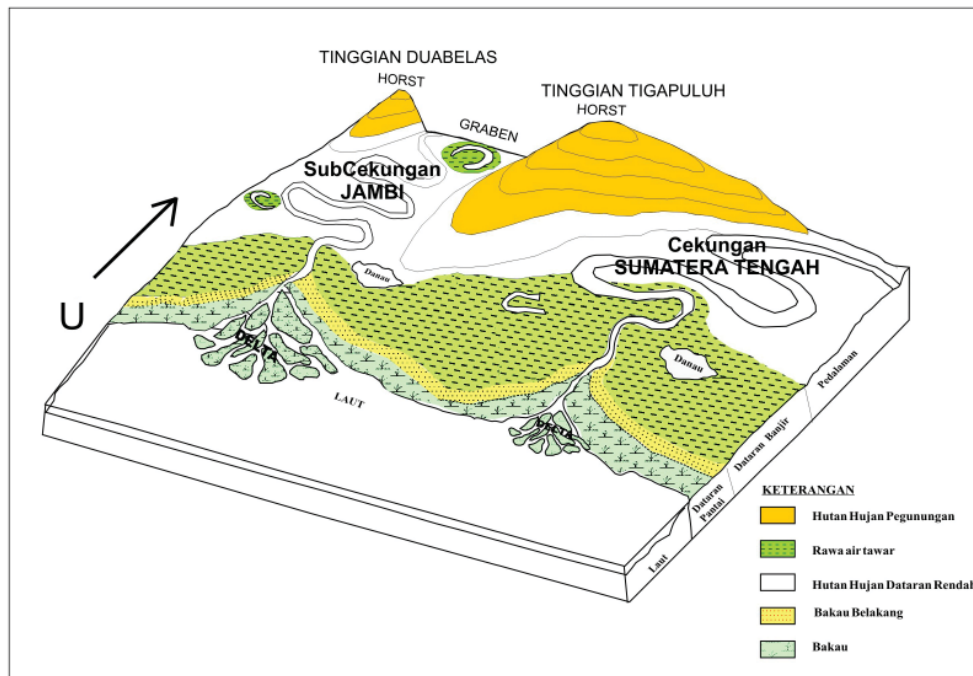 TINGGIAN DUABELAS
HORST
TINGGIAN TIGAPULUH
HORST
GRABEN
SubCekungan
JAMBI
Cekungan
SUMATERA TENGAH
Danau
U
Danau
DELTA
LAUT
DELTA
Pedalaman
Dataran Banjir
Dataran
Pantai
Laut
KETERANGAN
Hutan Hujan Pegunungan
Rawa air tawar
Hutan Hujan Dataran Rendah
Bakau Belakang
Bakau